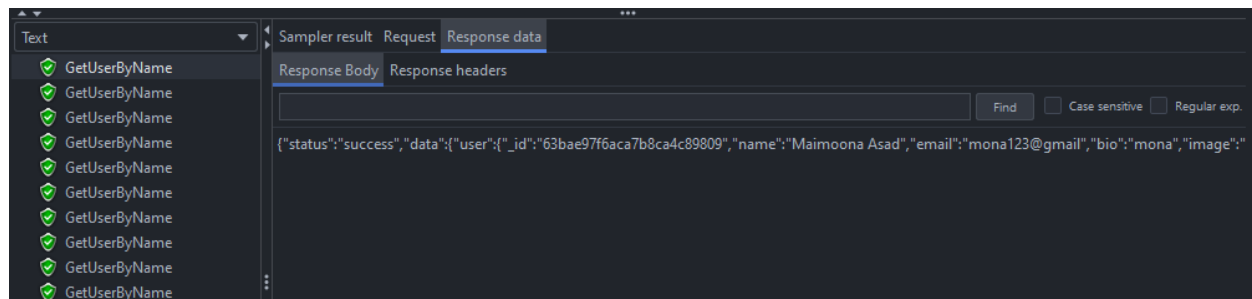 Text
GetUserByName
GetUserByName
GetUserByName
GetUserByName
GetUserByName
GetUserByName
GetUserByName
GetUserByName
GetUserByName
GetUserByName
Sampler result Request Response data
Response Body Response headers
Find Case sensitive Regular exp.
{"status":"success","data":{"user":{"_id":"63bae97f6aca7b8ca4c89809","name":"Maimoona Asad","email":"mona123@gmail","bio":"mona","image":"